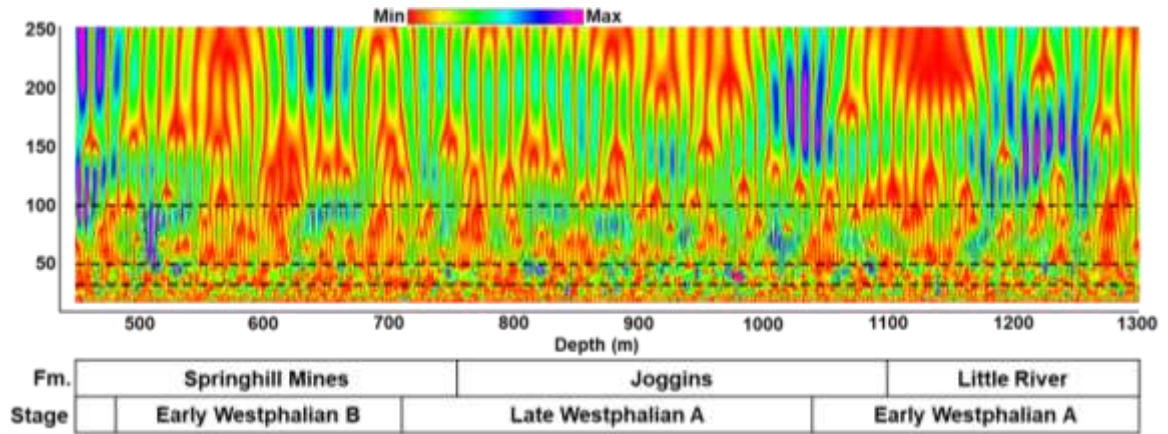 Min Max
250
200
150
100
50
500 600 700 800 900 1000 1100 1200 1300
Depth (m)
Fm. Springhill Mines Joggins Little River
Stage Early Westphalian B Late Westphalian A Early Westphalian A